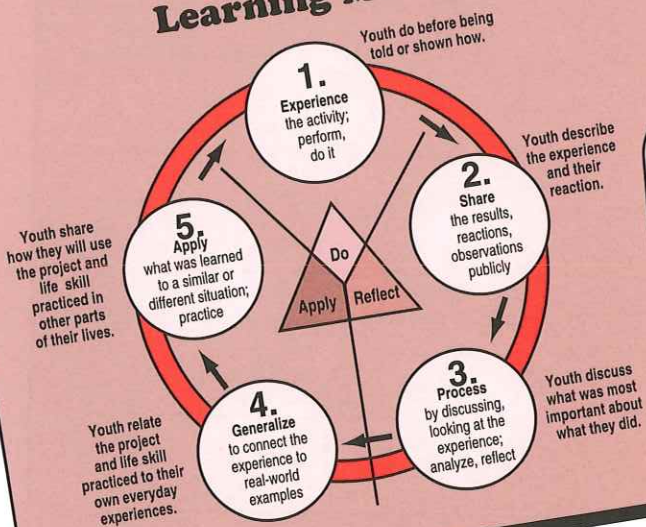 Learning
Youth do before being
told or shown how.
1.
Experience
the activity;
perform,
do it
Youth describe
the experience
and their
reaction.
2.
Share
the results,
reactions,
observations
publicly
Youth discuss
what was most
important about
what they did.
3.
Process
by discussing,
looking at the
experience;
analyze, reflect
4.
Generalize
to connect the
experience to
real-world
examples
Youth relate
the project
and life skill
practiced to their
own everyday
experiences.
5.
Apply
what was learned
to a similar or
different situation;
practice
Youth share
how they will use
the project and
life skill
practiced in
other parts
of their lives.
Do
Apply
Reflect